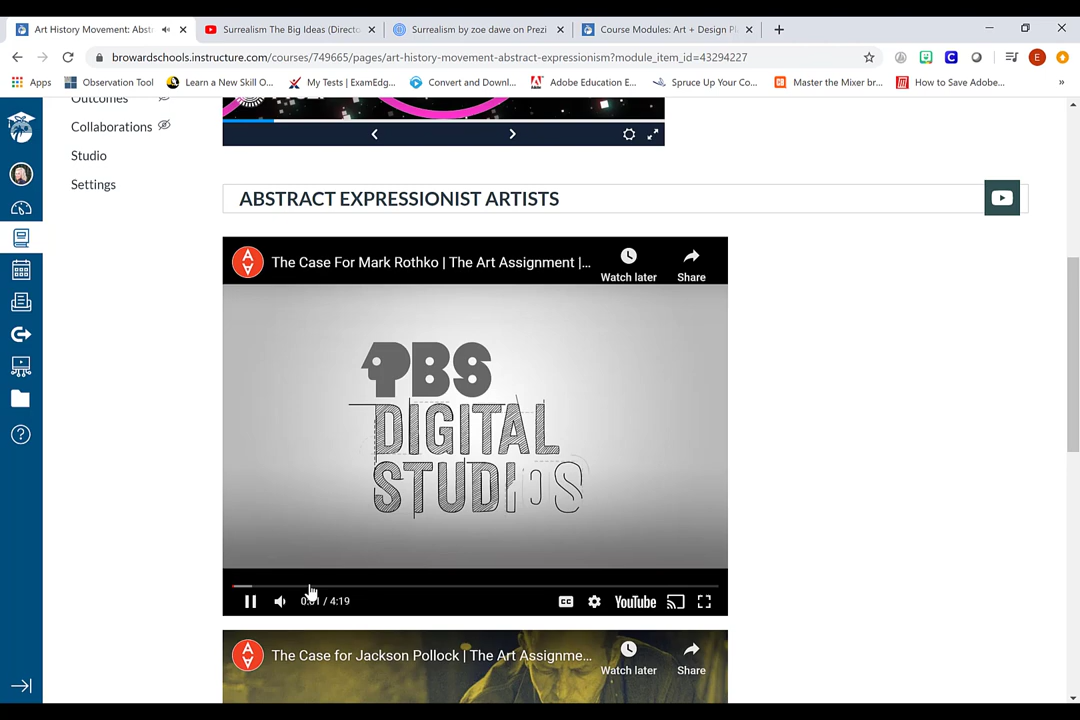 Art History Movement: Abst
Surrealism The Big Ideas (Direct
Surrealism by zoe dawe on Prezi
Course Modules: Art + Design P
browardschools.instructure.com/courses/749665/pages/art-history-movement-abstract-expressionism?module_item_id=43294227
E
Apps
Observation Tool
Learn a New Skill O...
My Tests | ExamEdg...
Convert and Downl...
Adobe Education E...
Spruce Up Your Co...
Master the Mixer br...
How to Save Adobe...
»
Outcomes
Collaborations
Studio
Settings
ABSTRACT EXPRESSIONIST ARTISTS
The Case For Mark Rothko | The Art Assignment |...
Watch later
Share
PBS
DIGITAL
STUDIOS
/ 4:19
CC
YouTube
The Case for Jackson Pollock | The Art Assignme...
Watch later
Share